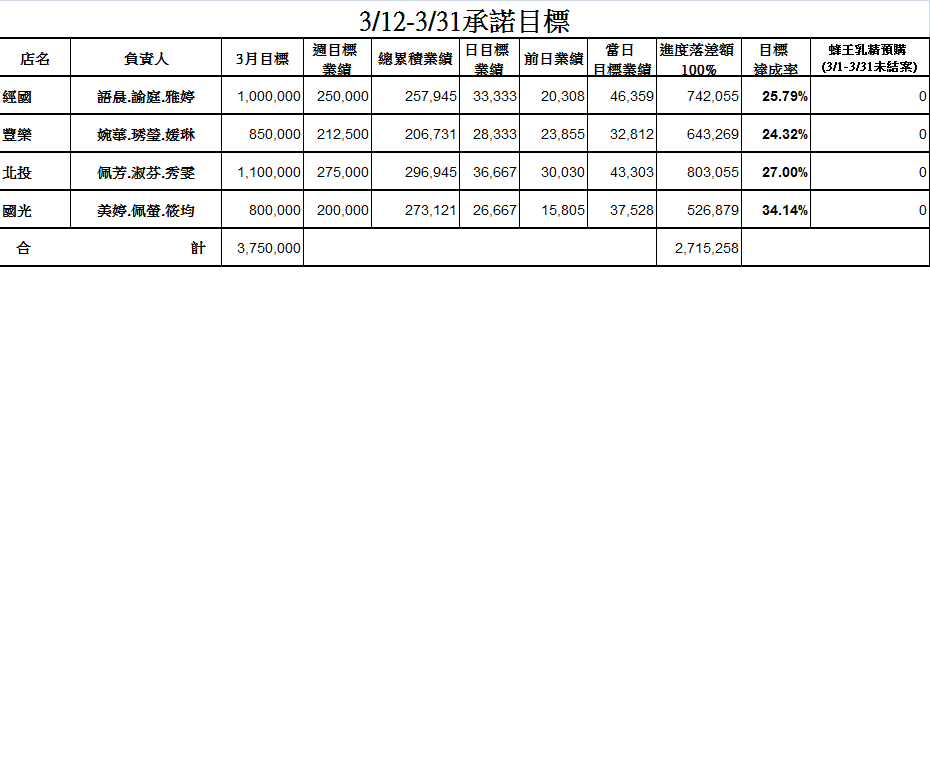 3/12-3/31承諾目標
店名 負責人 3月目標 週目標業績 總累積業績 日目標業績 前日業績 當日目標業績 進度落差額100% 目標達成率 蜂王乳精預購(3/1-3/31未結案)
經國 語晨.諭庭.雅婷 1,000,000 250,000 257,945 33,333 20,308 46,359 742,055 25.79% 0
豐樂 婉華.琇瑩.媛琳 850,000 212,500 206,731 28,333 23,855 32,812 643,269 24.32% 0
北投 佩芳.淑芬.秀雯 1,100,000 275,000 296,945 36,667 30,030 43,303 803,055 27.00% 0
國光 美婷.佩螢.筱均 800,000 200,000 273,121 26,667 15,805 37,528 526,879 34.14% 0
合 計 3,750,000 2,715,258